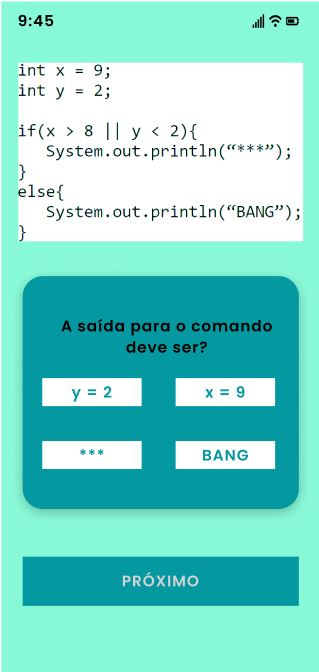 9:45
int x = 9;
int y = 2;
if(x > 8 || y < 2){
System.out.println(“***”);
}
else{
System.out.println(“BANG”);
}
A saída para o comando
deve ser?
y = 2
x = 9
***
BANG
PRÓXIMO